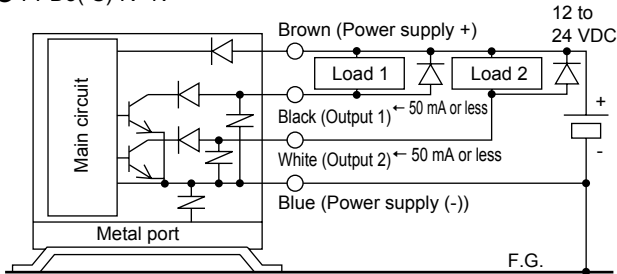 12 to
24 VDC
Brown (Power supply +)
Load 1
Load 2
Main circuit
Black (Output 1)
← 50 mA or less
+
-
White (Output 2)
← 50 mA or less
Blue (Power supply (-))
Metal port
F.G.